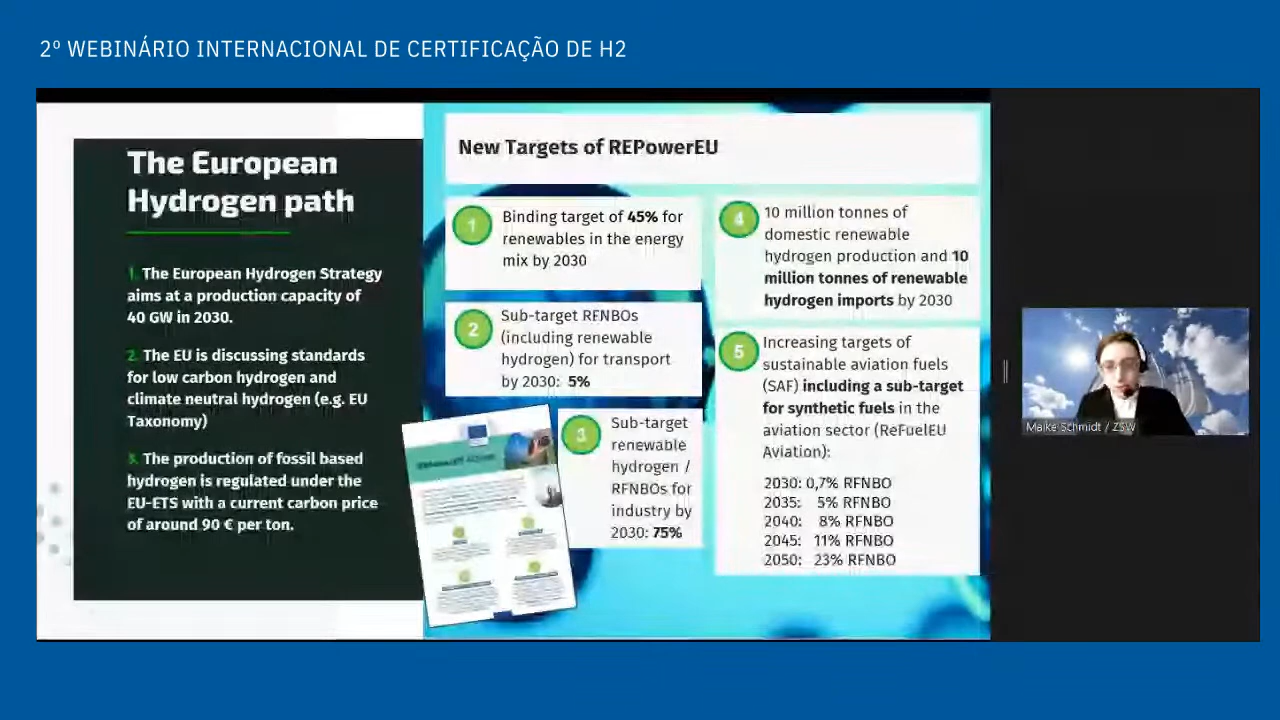 2º WEBINÁRIO INTERNACIONAL DE CERTIFICAÇÃO DE H2
The European
Hydrogen path
1. The European Hydrogen Strategy
aims at a production capacity of
40 GW in 2030.
2. The EU is discussing standards
for low carbon hydrogen and
climate neutral hydrogen (e.g. EU
Taxonomy)
3. The production of fossil based
hydrogen is regulated under the
EU-ETS with a current carbon price
of around 90 € per ton.
New Targets of REPowerEU
1
Binding target of 45% for
renewables in the energy
mix by 2030
2
Sub-target RFNBOs
(including renewable
hydrogen) for transport
by 2030: 5%
3
Sub-target
renewable
hydrogen /
RFNBOs for
industry by
2030: 75%
4
10 million tonnes of
domestic renewable
hydrogen production and 10
million tonnes of renewable
hydrogen imports by 2030
5
Increasing targets of
sustainable aviation fuels
(SAF) including a sub-target
for synthetic fuels in the
aviation sector (ReFuelEU
Aviation):
2030: 0,7% RFNBO
2035: 5% RFNBO
2040: 8% RFNBO
2045: 11% RFNBO
2050: 23% RFNBO
Maike Schmidt / ZSW